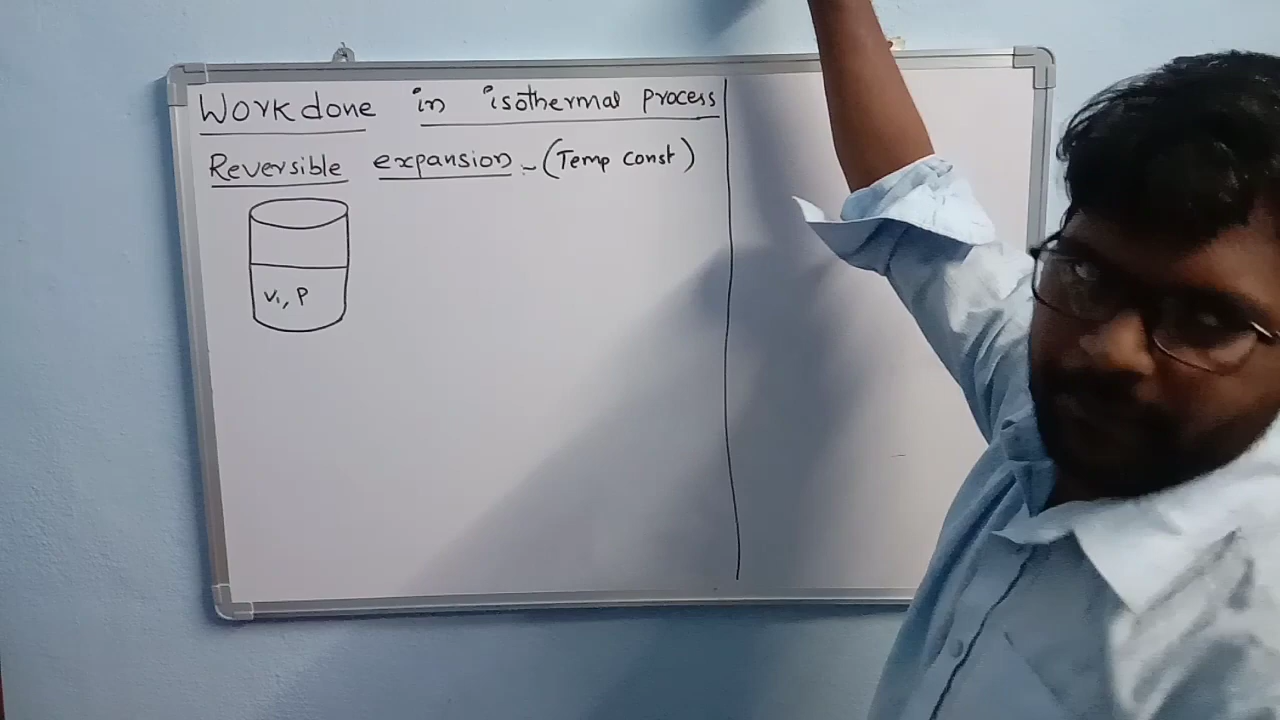 Work done in isothermal process
Reversible expansion - (Temp const)
V₁, P